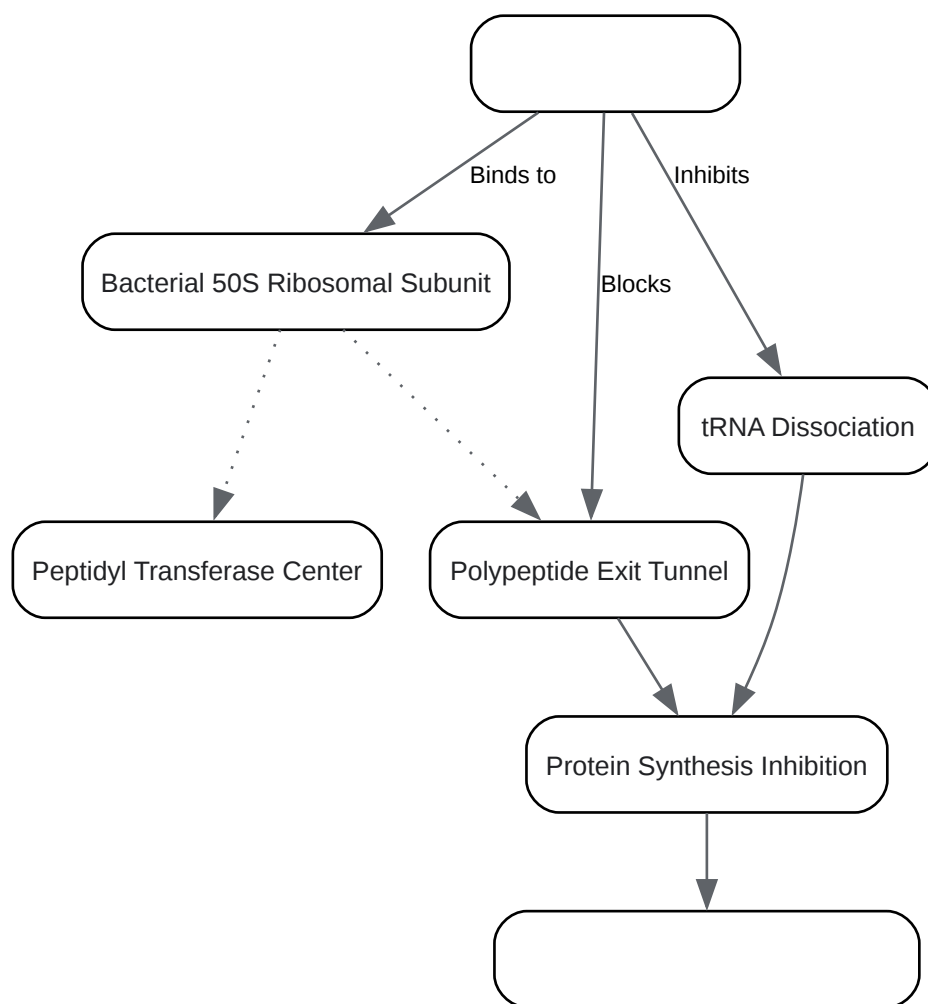 Binds to
Inhibits
Bacterial 50S Ribosomal Subunit
Blocks
tRNA Dissociation
Peptidyl Transferase Center
Polypeptide Exit Tunnel
Protein Synthesis Inhibition